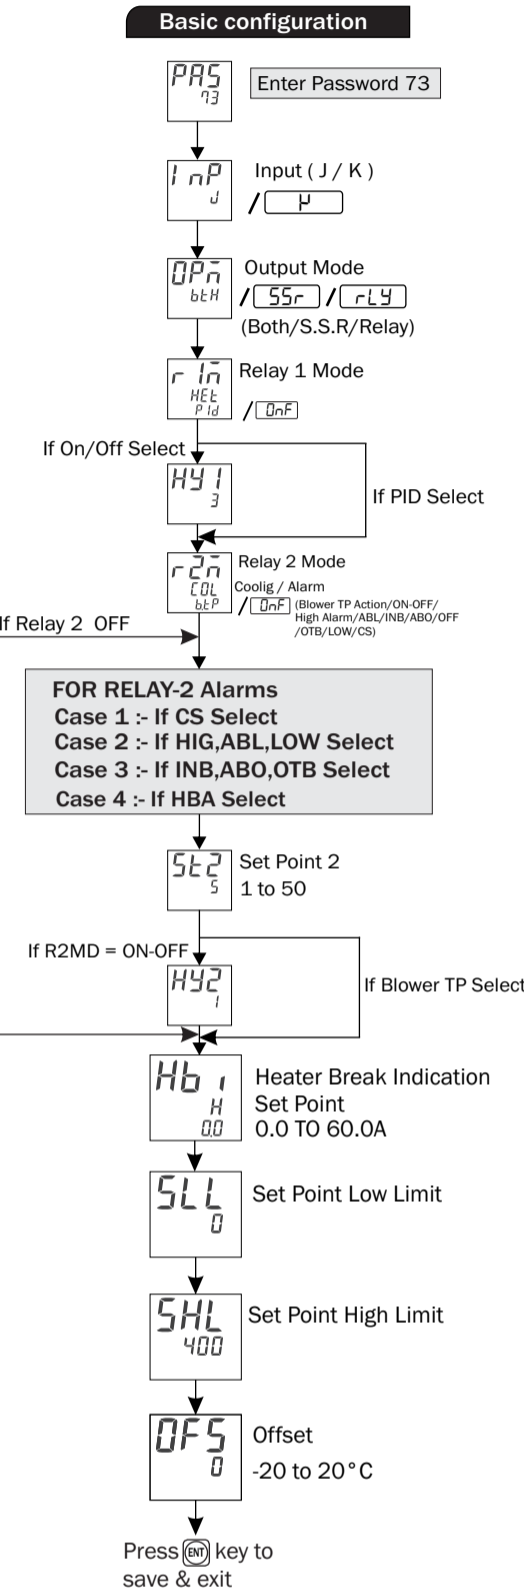 Basic configuration
PAS
73
Enter Password 73
InP
J
Input ( J / K )
/
OPm
btH
Output Mode
/ SSr / rLY
(Both/S.S.R/Relay)
r1m
HEt
PId
Relay 1 Mode
/ OnF
If On/Off Select
HY1
3
If PID Select
r2m
COL
b.t.P
Relay 2 Mode
Coolig / Alarm
/ OnF (Blower TP Action/ON-OFF/
High Alarm/ABL/INB/ABO/OFF
/OTB/LOW/CS)
If Relay 2 OFF
FOR RELAY-2 Alarms
Case 1 :- If CS Select
Case 2 :- If HIG,ABL,LOW Select
Case 3 :- If INB,ABO,OTB Select
Case 4 :- If HBA Select
St2
5
Set Point 2
1 to 50
If R2MD = ON-OFF
HY2
1
If Blower TP Select
Hb i
H
0.0
Heater Break Indication
Set Point
0.0 TO 60.0A
SLL
0
Set Point Low Limit
SHL
400
Set Point High Limit
OFS
0
Offset
-20 to 20°C
Press ENT key to
save & exit